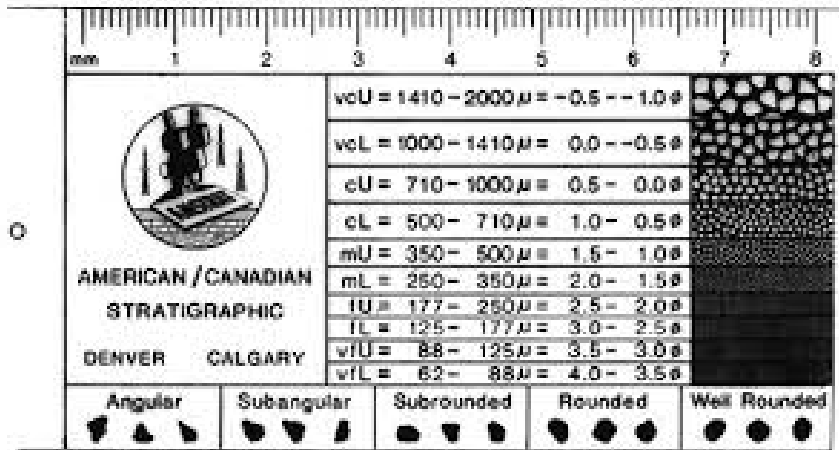 mm 1 2 3 4 5 6 7 8
vcU = 1410 - 2000 µ = -0.5 - -1.0 ø
vcL = 1000 - 1410 µ = 0.0 - -0.5 ø
cU = 710 - 1000 µ = 0.5 - 0.0 ø
cL = 500 - 710 µ = 1.0 - 0.5 ø
mU = 350 - 500 µ = 1.5 - 1.0 ø
mL = 250 - 350 µ = 2.0 - 1.5 ø
fU = 177 - 250 µ = 2.5 - 2.0 ø
fL = 125 - 177 µ = 3.0 - 2.5 ø
vfU = 88 - 125 µ = 3.5 - 3.0 ø
vfL = 62 - 88 µ = 4.0 - 3.5 ø
AMERICAN / CANADIAN
STRATIGRAPHIC
DENVER CALGARY
Angular Subangular Subrounded Rounded Well Rounded